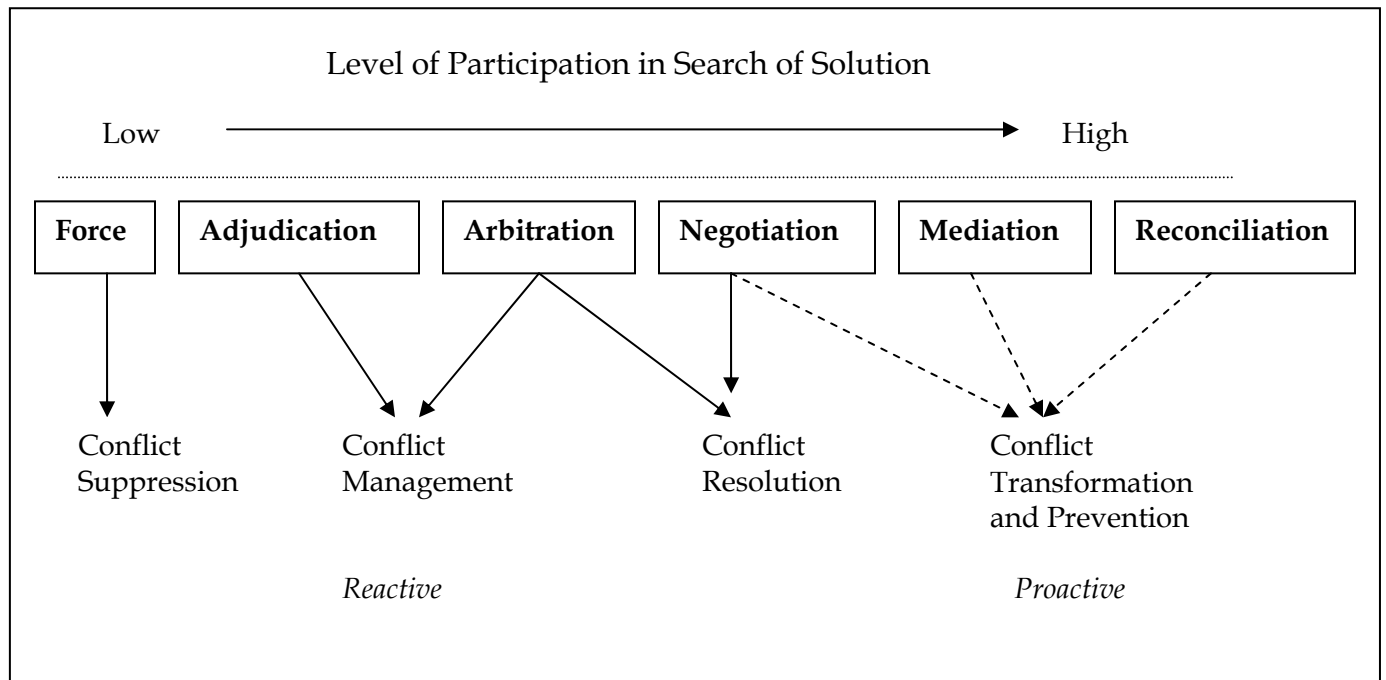 Level of Participation in Search of Solution
Low High
Force Adjudication Arbitration Negotiation Mediation Reconciliation
Conflict
Suppression
Conflict
Management
Conflict
Resolution
Conflict
Transformation
and Prevention
Reactive Proactive